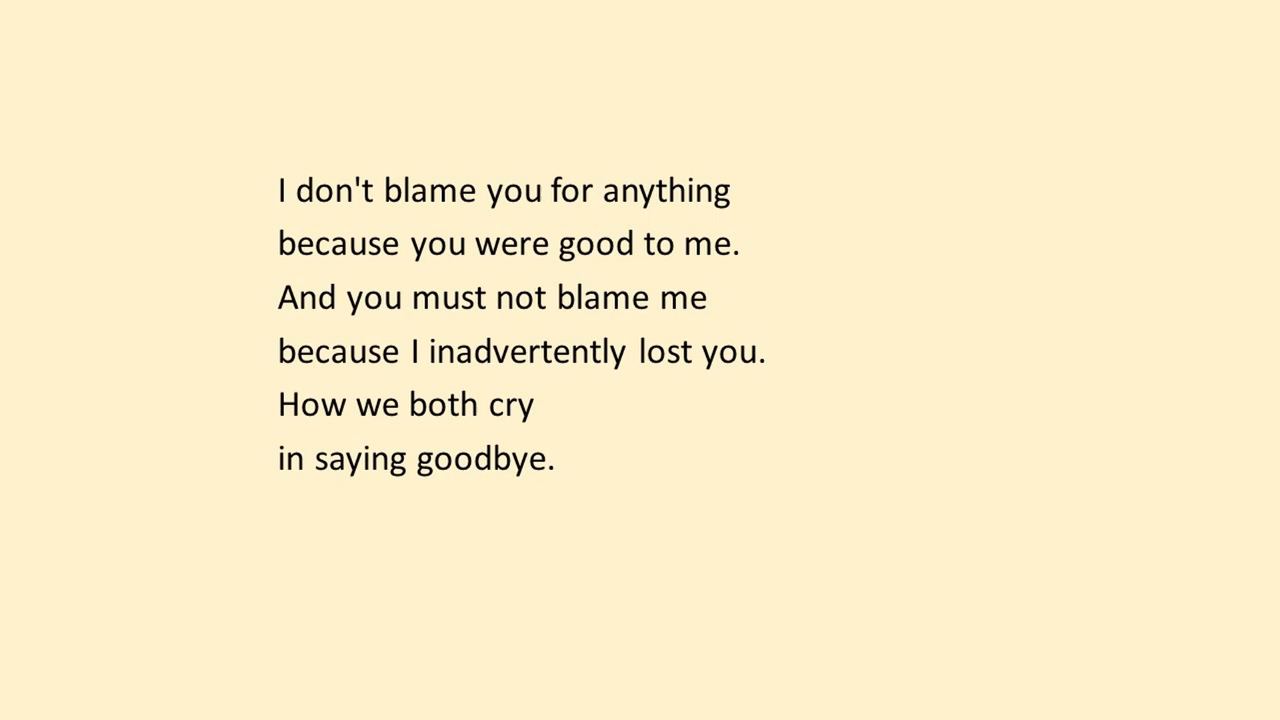 I don't blame you for anything
because you were good to me.
And you must not blame me
because I inadvertently lost you.
How we both cry
in saying goodbye.